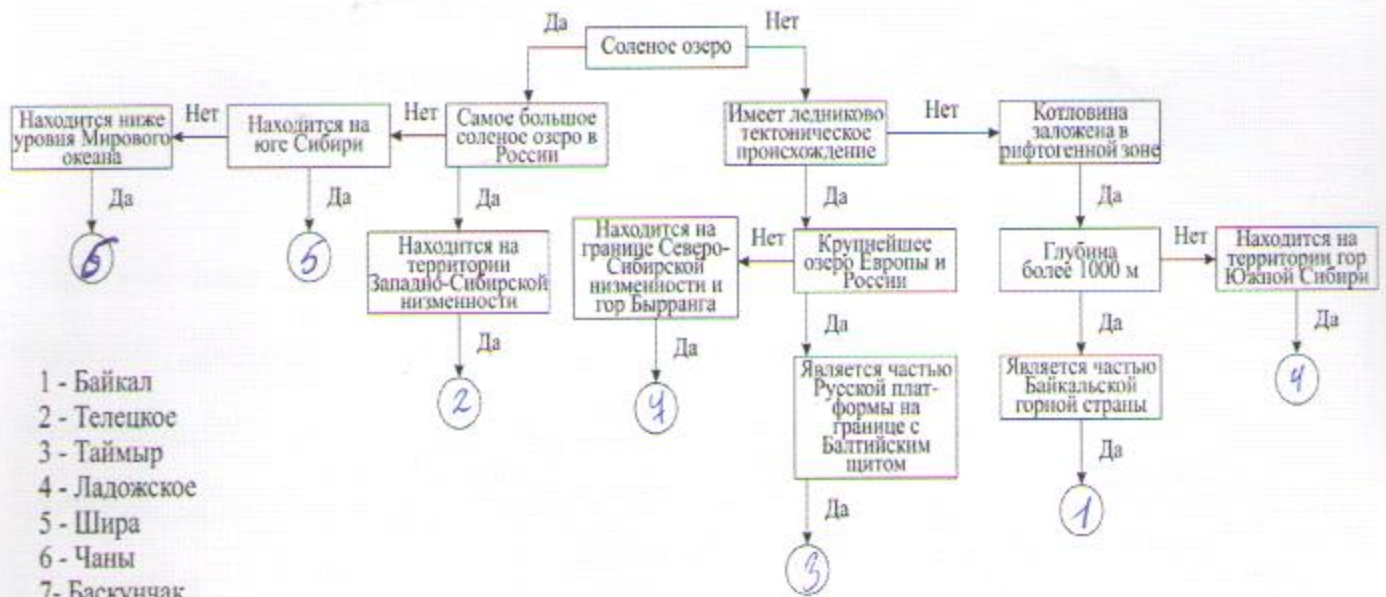 Соленое озеро
Да
Нет
Находится ниже
уровня Мирового
океана
Нет
Находится на
юге Сибири
Нет
Самое большое
соленое озеро в
России
Имеет ледниково
тектоническое
происхождение
Нет
Котловина
заложена в
рифтогенной зоне
Да
Да
Да
Да
Да
6
5
Находится на
территории
Западно-Сибирской
низменности
Находится на
границе Северо-
Сибирской
низменности и
гор Бырранга
Нет
Крупнейшее
озеро Европы и
России
Глубина
более 1000 м
Нет
Находится на
территории гор
Южной Сибири
Да
Да
Да
Да
Да
2
Является частью
Русской плат-
формы на
границе с
Балтийским
щитом
Является частью
Байкальской
горной страны
Да
Да
3
1
1 - Байкал
2 - Телецкое
3 - Таймыр
4 - Ладожское
5 - Шира
6 - Чаны
7- Баскунчак